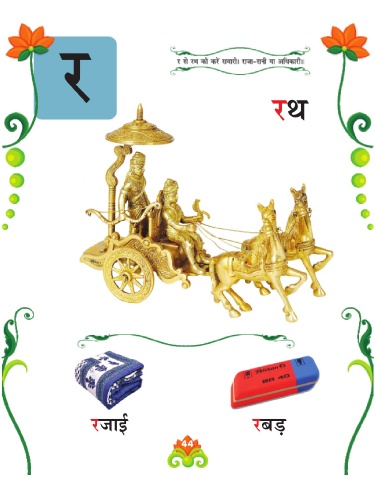 र से रथ को करें सवारी। राजा-रानी या अधिकारी॥
र
रथ
रजाई
रबड़
44